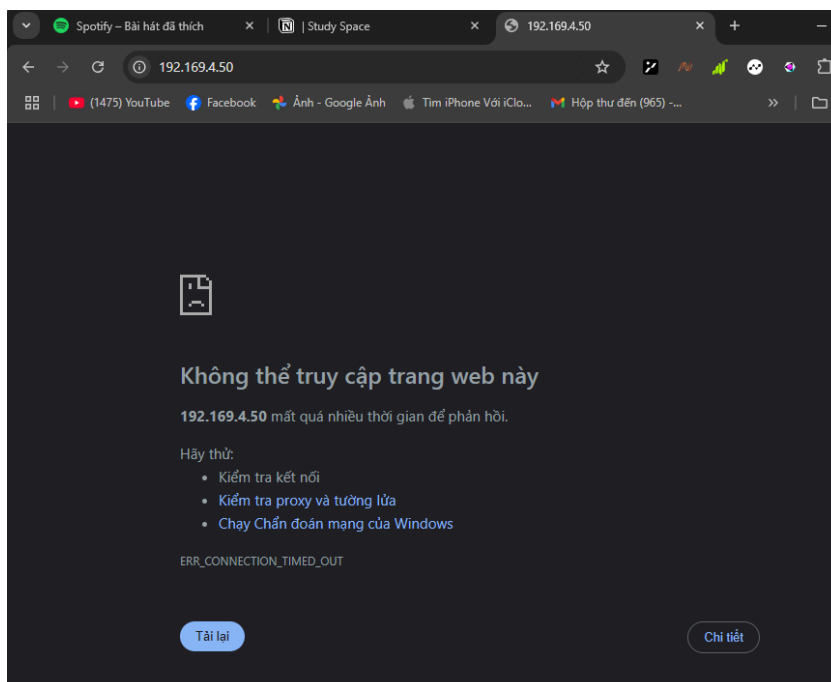 Spotify – Bài hát đã thích
| Study Space
192.169.4.50
192.169.4.50
(1475) YouTube
Facebook
Ảnh - Google Ảnh
Tìm iPhone Với iClo...
Hộp thư đến (965) -...
Không thể truy cập trang web này
192.169.4.50 mất quá nhiều thời gian để phản hồi.
Hãy thử:
Kiểm tra kết nối
Kiểm tra proxy và tường lửa
Chạy Chẩn đoán mạng của Windows
ERR_CONNECTION_TIMED_OUT
Tải lại
Chi tiết